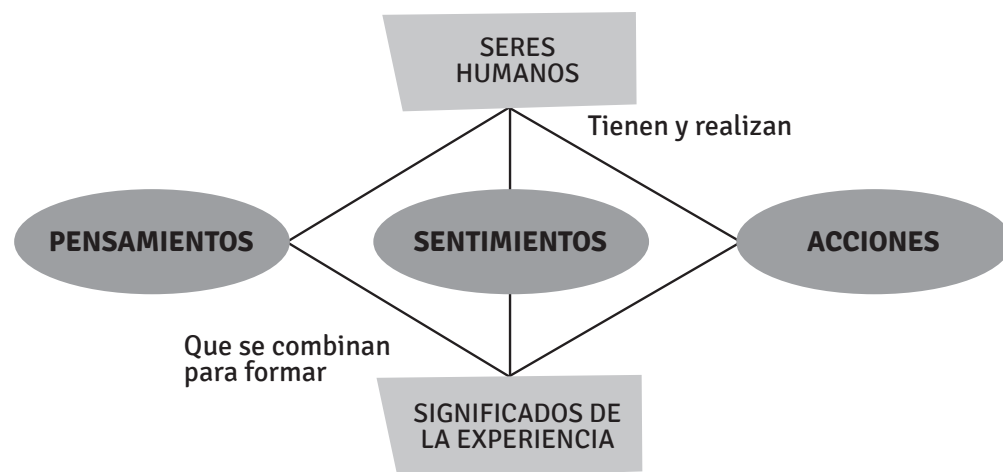 SERES
HUMANOS
Tienen y realizan
PENSAMIENTOS
SENTIMIENTOS
ACCIONES
Que se combinan
para formar
SIGNIFICADOS DE
LA EXPERIENCIA